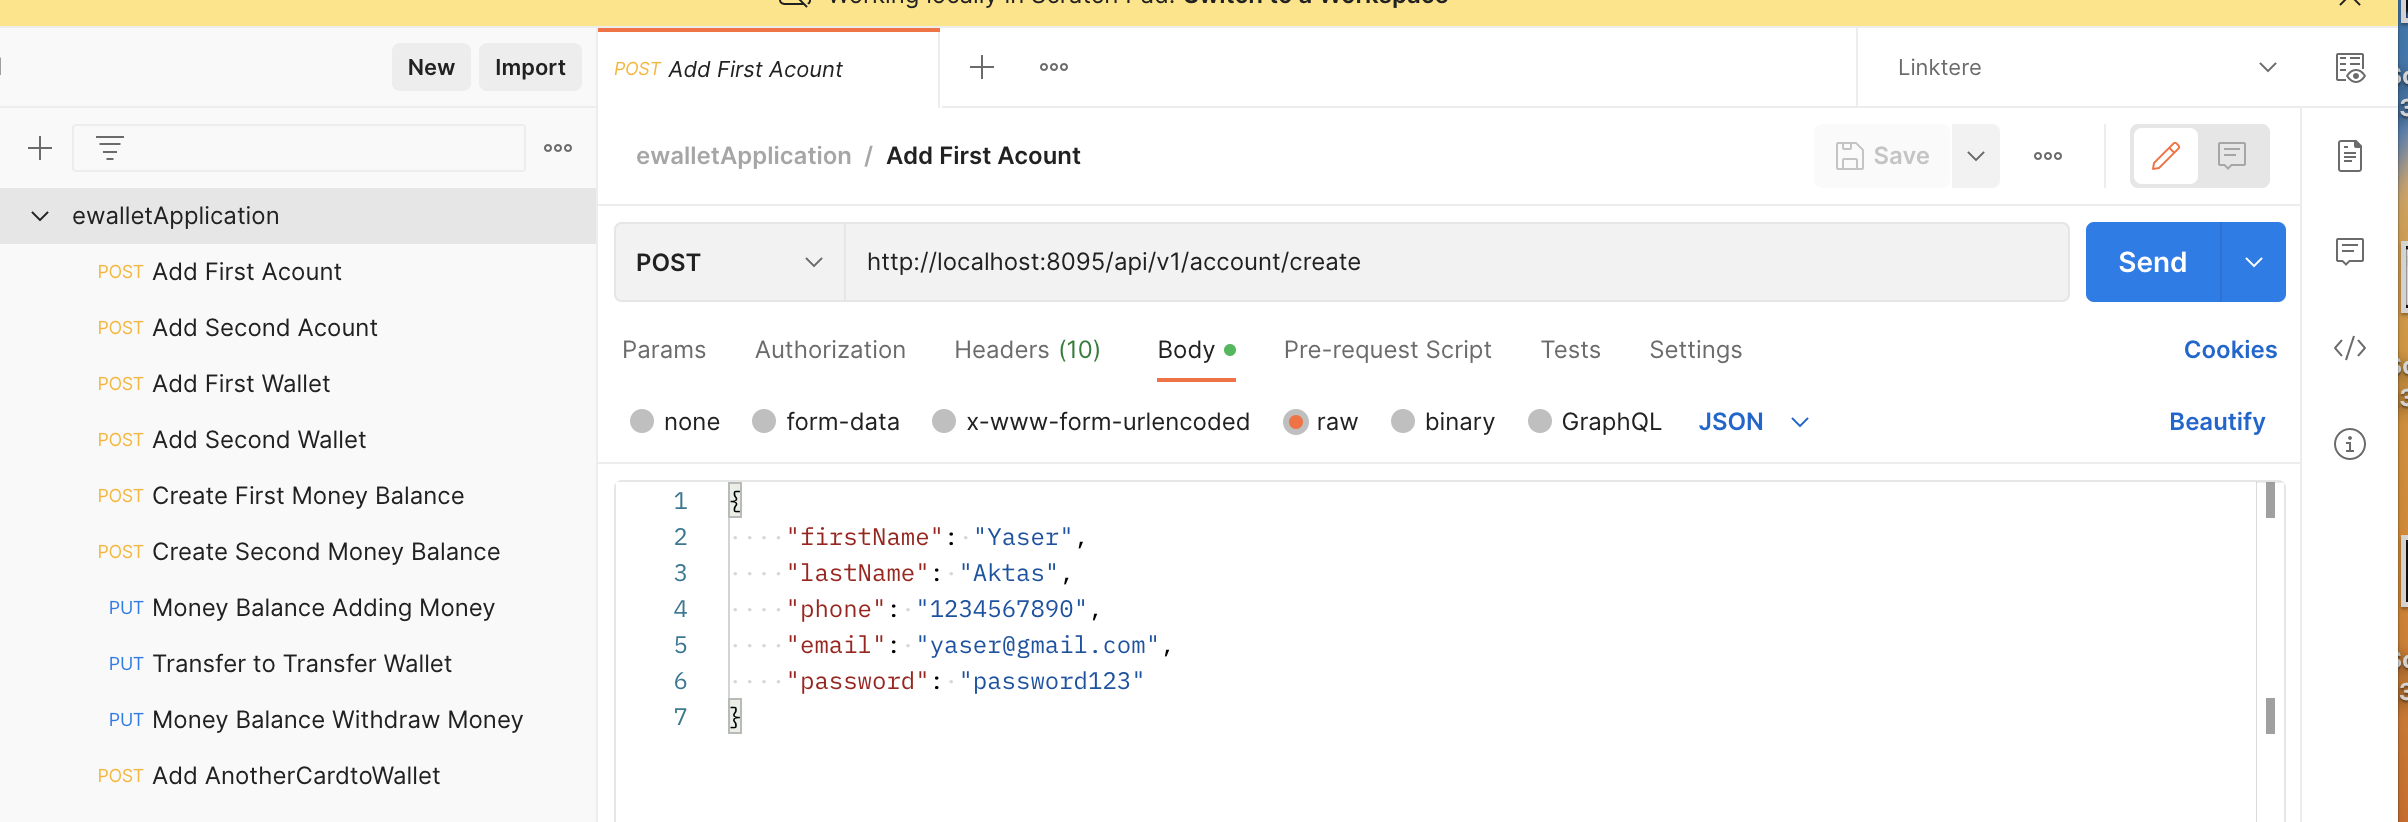 Working locally in Scratch Pad. Switch to a Workspace
New Import
POST Add First Acount
Linktere
ewalletApplication / Add First Acount
Save
ewalletApplication
POST Add First Acount
POST Add Second Acount
POST Add First Wallet
POST Add Second Wallet
POST Create First Money Balance
POST Create Second Money Balance
PUT Money Balance Adding Money
PUT Transfer to Transfer Wallet
PUT Money Balance Withdraw Money
POST Add AnotherCardtoWallet
POST http://localhost:8095/api/v1/account/create Send
Params Authorization Headers (10) Body Pre-request Script Tests Settings Cookies
none form-data x-www-form-urlencoded raw binary GraphQL JSON Beautify
1 {
2 "firstName": "Yaser",
3 "lastName": "Aktas",
4 "phone": "1234567890",
5 "email": "yaser@gmail.com",
6 "password": "password123"
7 }